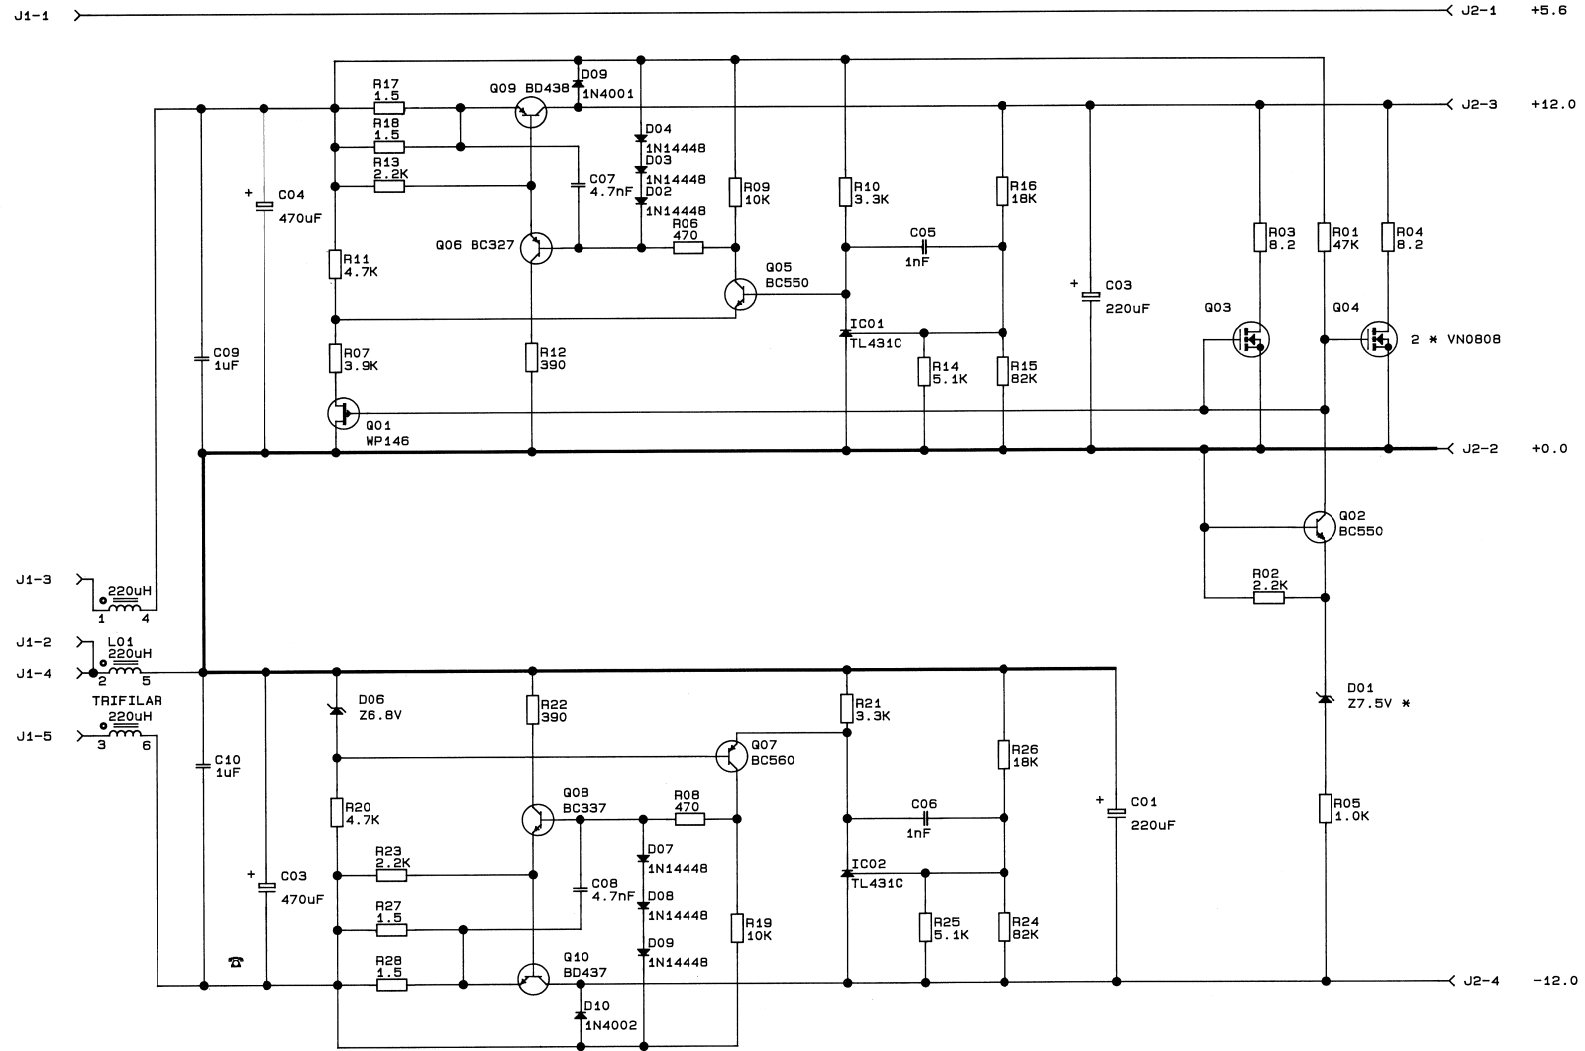 J1-1
J2-1 +5.6
D09
1N4001
Q09 BD438
R17
1.5
R18
1.5
R13
2.2K
J2-3 +12.0
D04
1N14448
D03
1N14448
D02
1N14448
C07
4.7nF
R09
10K
R10
3.3K
R16
18K
+
C04
470uF
Q06 BC327
R06
470
C05
1nF
R11
4.7K
Q05
BC550
R03
8.2
R01
47K
R04
8.2
+
C03
220uF
Q03
Q04
2 * VN0808
IC01
TL431C
C09
1uF
R07
3.9K
R12
390
R14
5.1K
R15
82K
Q01
WP146
J2-2 +0.0
Q02
BC550
R02
2.2K
J1-3
220uH
1 4
J1-2
L01
220uH
J1-4
2 5
TRIFILAR
220uH
J1-5
3 6
D06
Z6.8V
R22
390
R21
3.3K
D01
Z7.5V *
Q07
BC560
R26
18K
C10
1uF
R20
4.7K
Q08
BC337
R08
470
C06
1nF
+
C01
220uF
R05
1.0K
R23
2.2K
D07
1N14448
IC02
TL431C
+
C03
470uF
C08
4.7nF
D08
1N14448
R27
1.5
R19
10K
R25
5.1K
R24
82K
D09
1N14448
R28
1.5
Q10
BD437
J2-4 -12.0
D10
1N4002